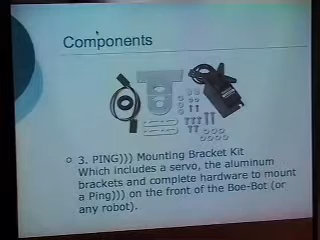 Components
3. PING))) Mounting Bracket Kit
Which includes a servo, the aluminum
brackets and complete hardware to mount
a Ping))) on the front of the Boe-Bot (or
any robot).